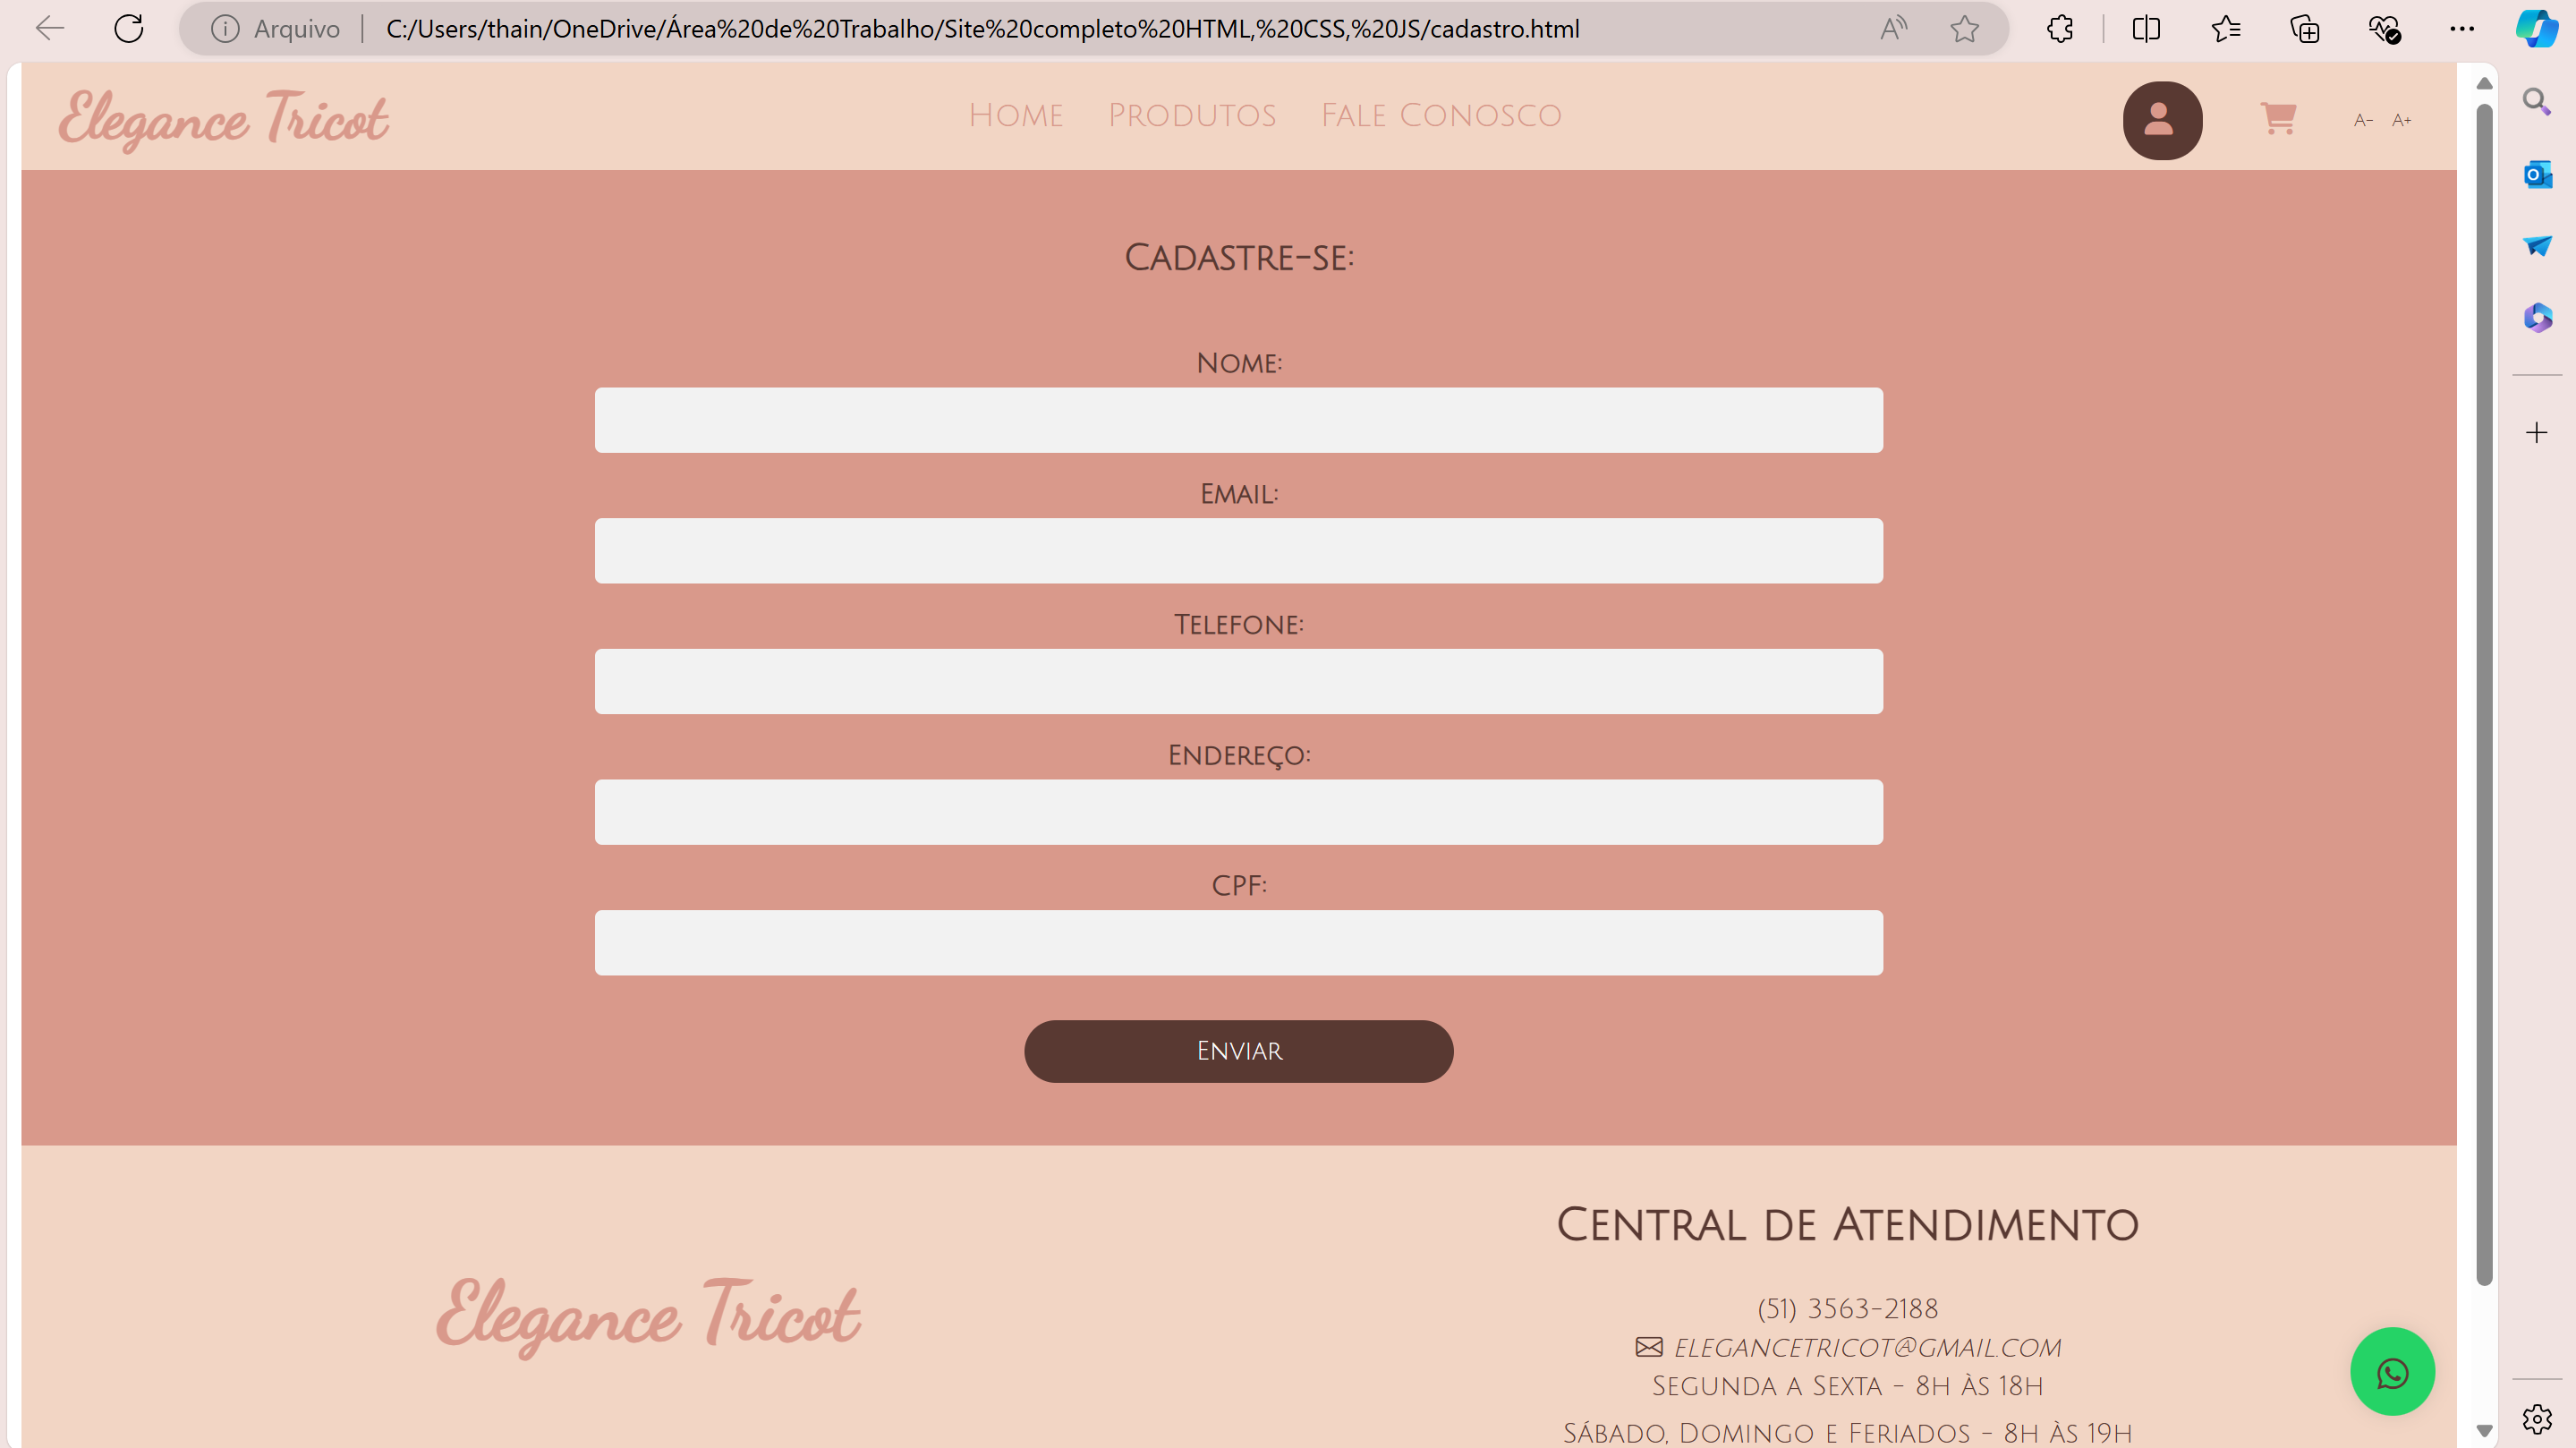 Arquivo C:/Users/thain/OneDrive/Área%20de%20Trabalho/Site%20completo%20HTML,%20CSS,%20JS/cadastro.html
Elegance Tricot
Home Produtos Fale Conosco
A- A+
Cadastre-se:
Nome:
Email:
Telefone:
Endereço:
CPF:
Enviar
Central de Atendimento
Elegance Tricot
(51) 3563-2188
elegancetricot@gmail.com
Segunda a Sexta - 8h às 18h
Sábado, Domingo e Feriados - 8h às 19h